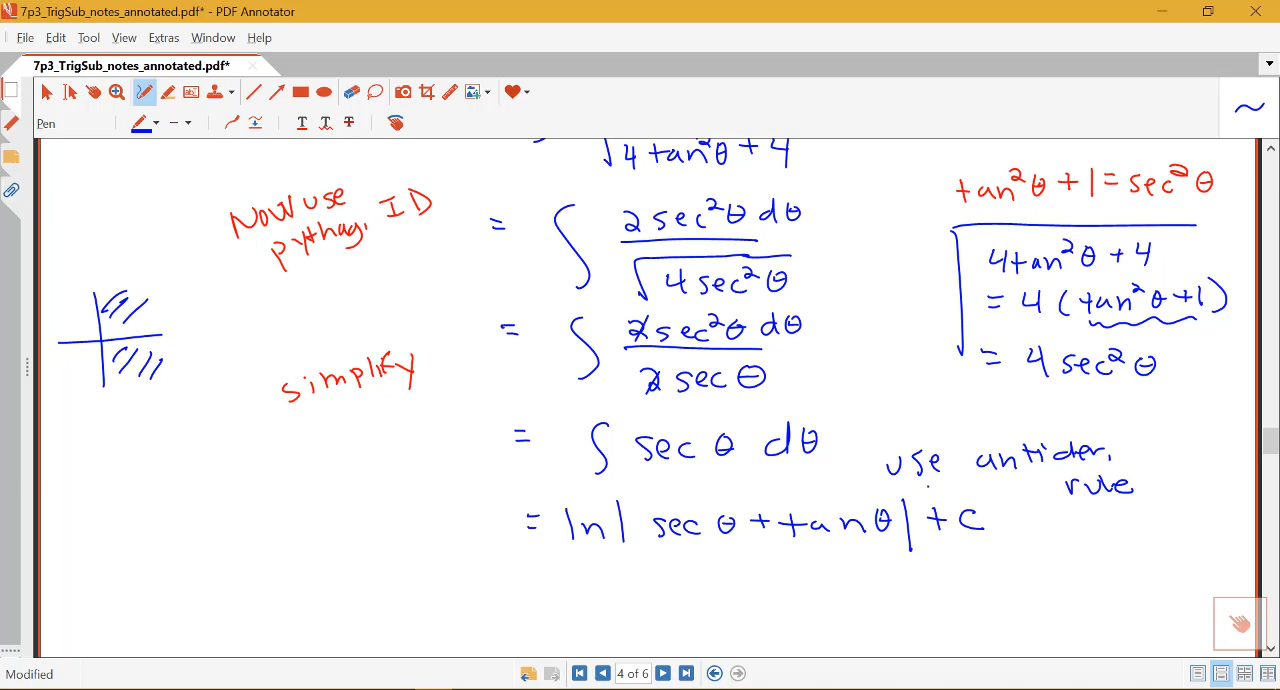 7p3_TrigSub_notes_annotated.pdf* - PDF Annotator
File Edit Tool View Extras Window Help
7p3_TrigSub_notes_annotated.pdf*
Pen
√4 tan²θ + 4
tan²θ + 1 = sec²θ
Now use
pythag. ID
= ∫ 2 sec²θ dθ / √4 sec²θ
√4tan²θ + 4
= 4 (tan²θ + 1)
= ∫ 2 sec²θ dθ / 2 sec θ
= 4 sec²θ
simplify
= ∫ sec θ dθ
use antider.
rule
= ln| sec θ + tan θ| + C
Modified
4 of 6